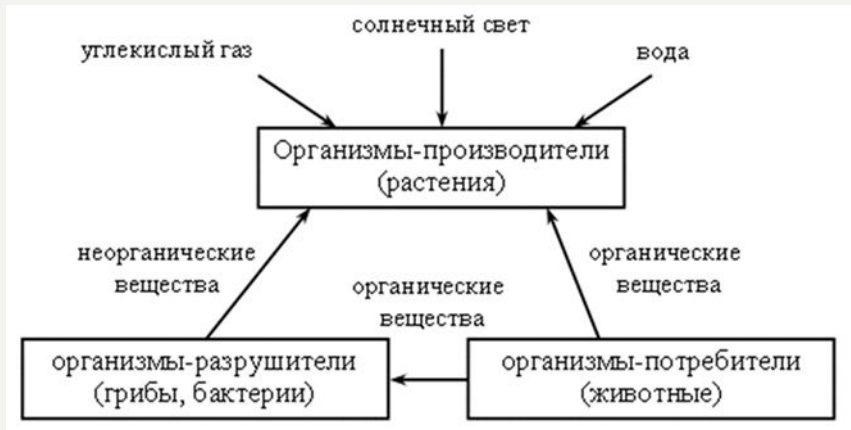 солнечный свет
углекислый газ
вода
Организмы-производители
(растения)
неорганические
вещества
органические
вещества
органические
вещества
организмы-разрушители
(грибы, бактерии)
организмы-потребители
(животные)